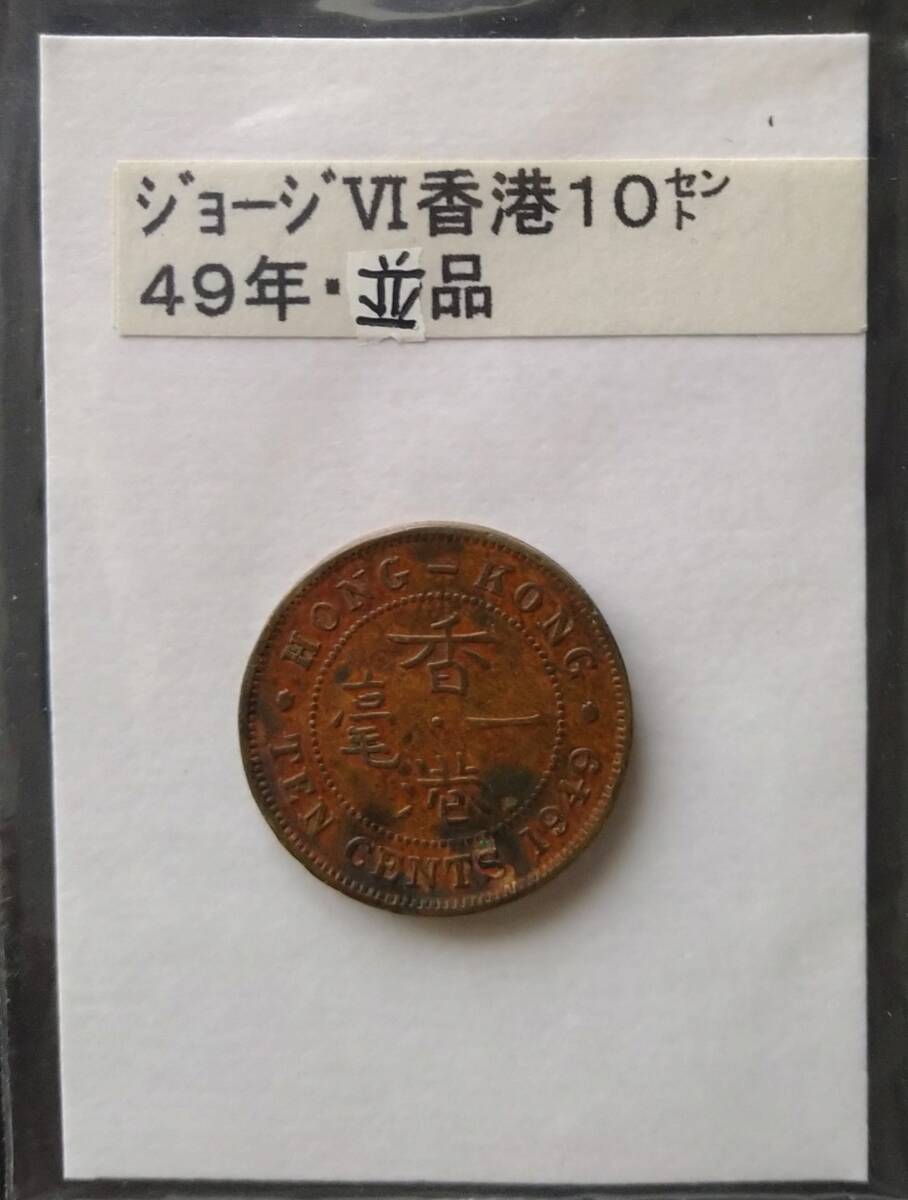 ジョージⅥ香港10セント
49年・並品
HONG-KONG
香
毫・一
港
TEN CENTS 1949